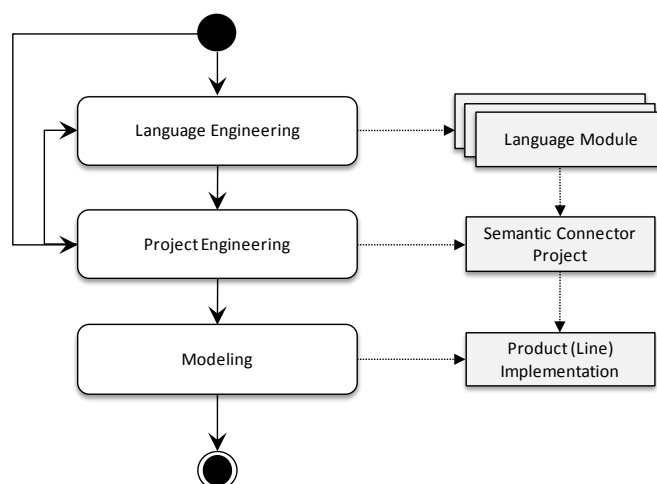 Language Engineering
Language Module
Project Engineering
Semantic Connector
Project
Modeling
Product (Line)
Implementation